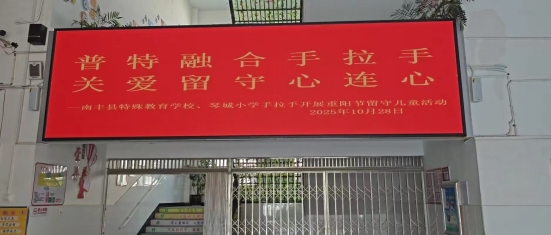 普特融合手拉手
关爱留守心连心
—南丰县特殊教育学校、琴城小学手拉手开展重阳节留守儿童活动
2025年10月28日